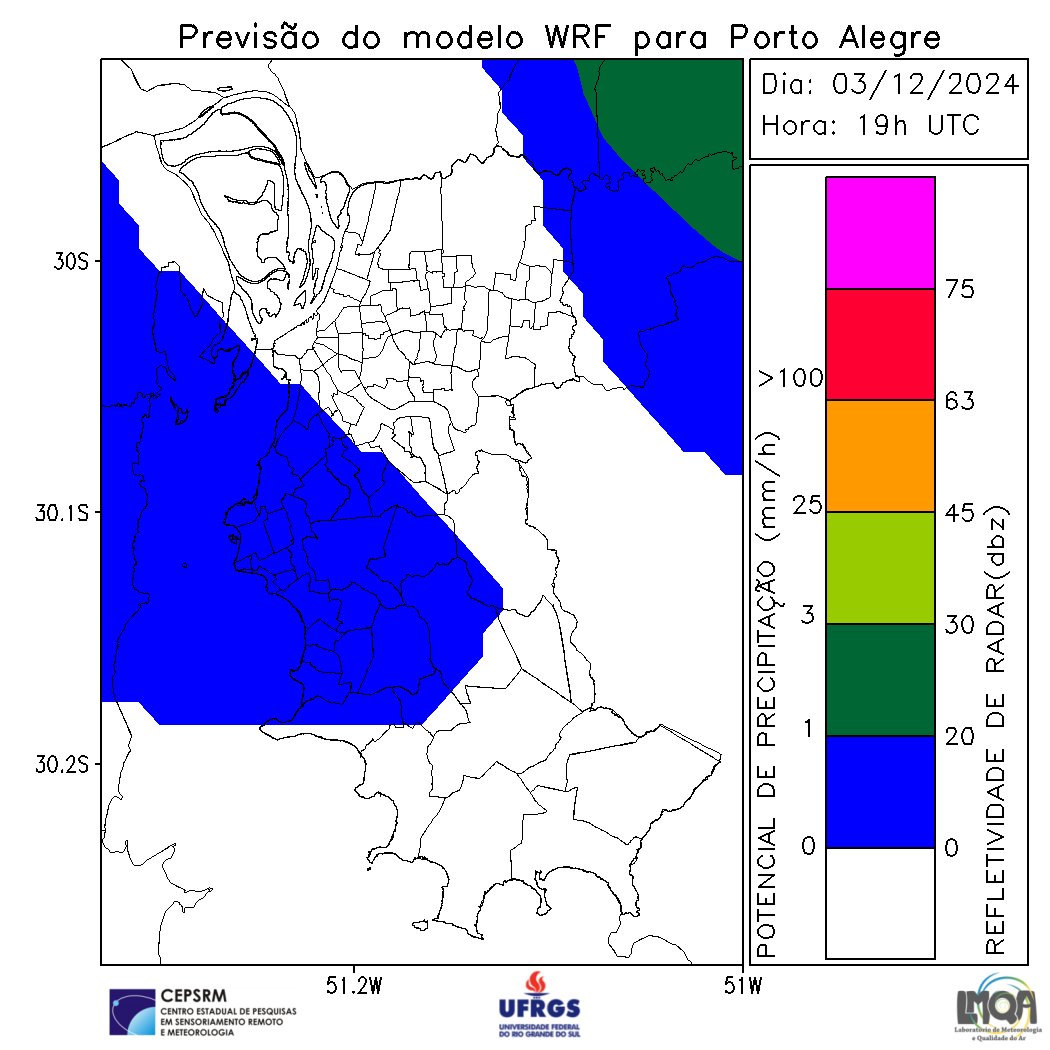 Previsão do modelo WRF para Porto Alegre
Dia: 03/12/2024
Hora: 19h UTC
30S
30.1S
30.2S
51.2W
51W
POTENCIAL DE PRECIPITAÇÃO (mm/h)
>100
25
3
1
0
75
63
45
30
20
0
REFLETIVIDADE DE RADAR(dbz)
CEPSRM
CENTRO ESTADUAL DE PESQUISAS
EM SENSORIAMENTO REMOTO
E METEOROLOGIA
UFRGS
UNIVERSIDADE FEDERAL
DO RIO GRANDE DO SUL
LMQA
Laboratório de Meteorologia
e Qualidade do Ar